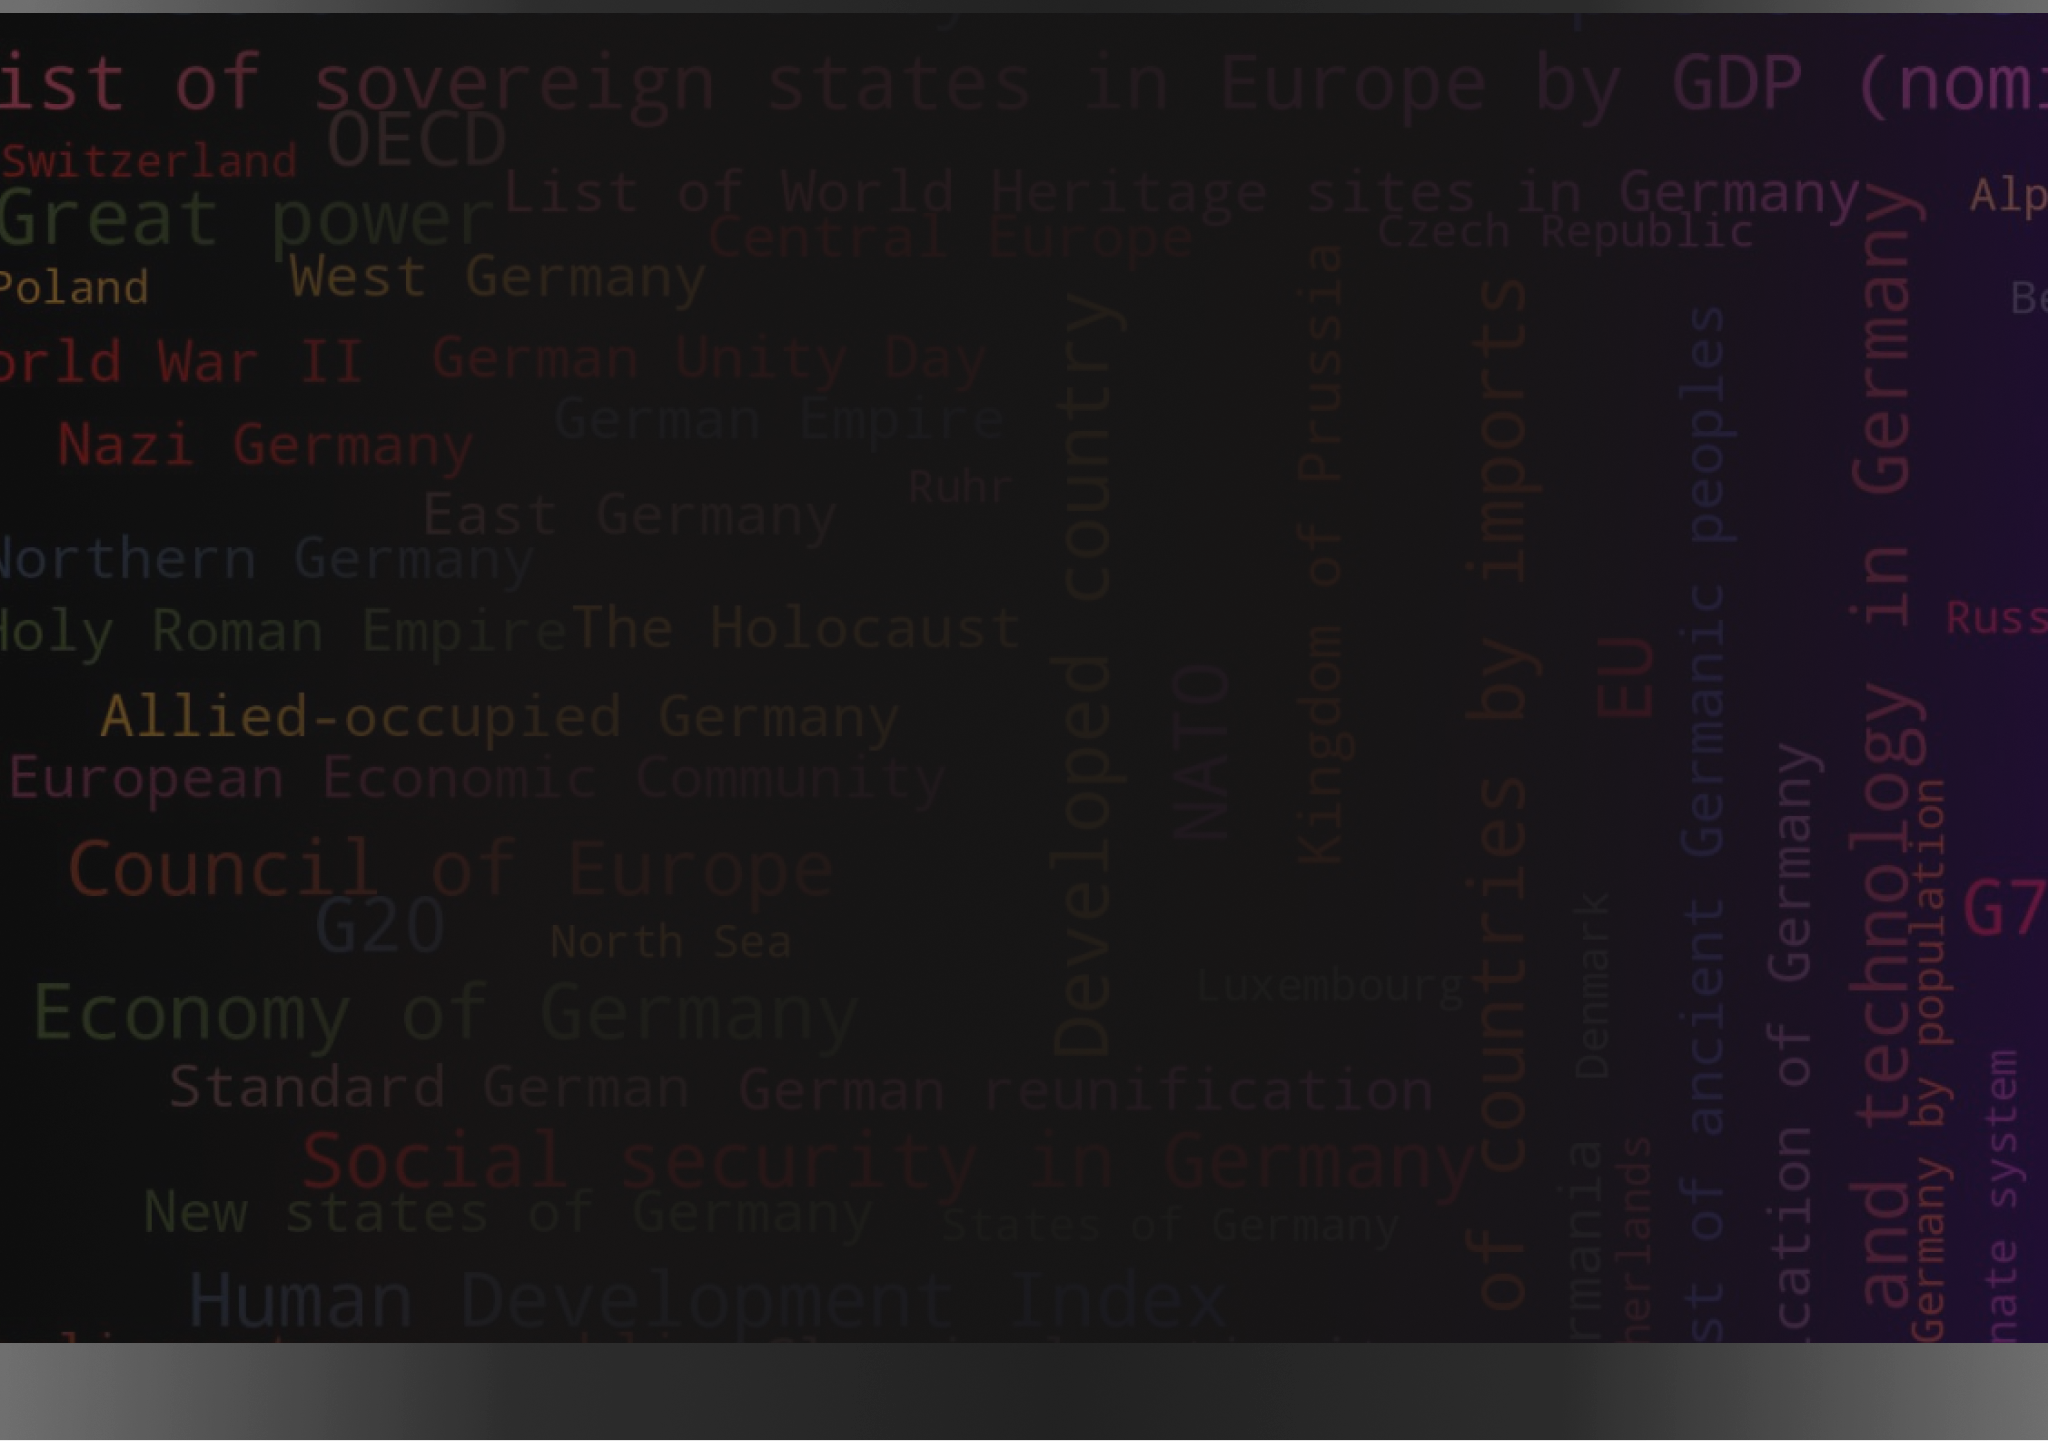 ist of sovereign states in Europe by GDP (nomi
OECD
Switzerland
List of World Heritage sites in Germany
Alp
Great power
Central Europe
Czech Republic
Poland
West Germany
Be
orld War II
German Unity Day
German Empire
Nazi Germany
Ruhr
East Germany
Northern Germany
Holy Roman Empire
The Holocaust
Allied-occupied Germany
European Economic Community
Council of Europe
G20
North Sea
Economy of Germany
Luxembourg
Standard German
German reunification
Social security in Germany
New states of Germany
States of Germany
Human Development Index
Developed country
NATO
Kingdom of Prussia
of countries by imports
EU
Denmark
rmania
herlands
st of ancient Germanic peoples
cation of Germany
and technology in Germany
Germany by population
Russ
G7
nate system